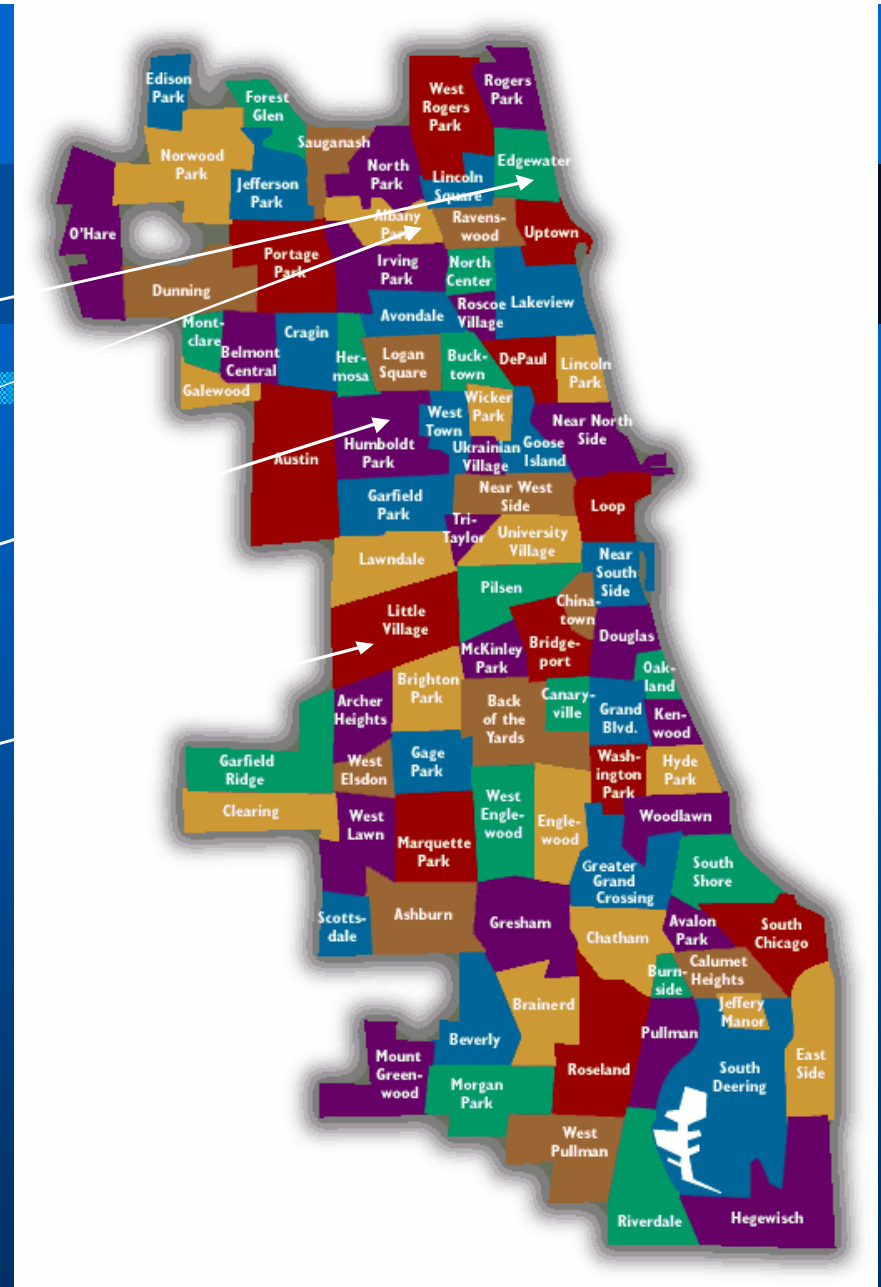 Edison
Park
Forest
Glen
West
Rogers
Park
Rogers
Park
Norwood
Park
Sauganash
Jefferson
Park
North
Park
Lincoln
Square
Edgewater
O'Hare
Albany
Park
Ravens-
wood
Uptown
Portage
Park
Irving
Park
North
Center
Dunning
Roscoe
Village
Lakeview
Avondale
Mont-
clare
Belmont
Central
Cragin
Her-
mosa
Logan
Square
Buck-
town
DePaul
Lincoln
Park
Galewood
Wicker
Park
West
Town
Near North
Side
Austin
Humboldt
Park
Ukrainian
Village
Goose
Island
Garfield
Park
Near West
Side
Loop
Tri-
Taylor
University
Village
Lawndale
Near
South
Side
Pilsen
China-
town
Little
Village
McKinley
Park
Bridge-
port
Douglas
Oak-
land
Brighton
Park
Archer
Heights
Back
of the
Yards
Canary-
ville
Grand
Blvd.
Ken-
wood
Garfield
Ridge
West
Elsdon
Gage
Park
Wash-
ington
Park
Hyde
Park
Clearing
West
Lawn
Marquette
Park
West
Engle-
wood
Engle-
wood
Woodlawn
Greater
Grand
Crossing
South
Shore
Scotts-
dale
Ashburn
Gresham
Chatham
Avalon
Park
South
Chicago
Burn-
side
Calumet
Heights
Brainerd
Jeffery
Manor
Beverly
Pullman
Mount
Green-
wood
Morgan
Park
Roseland
South
Deering
East
Side
West
Pullman
Riverdale
Hegewisch